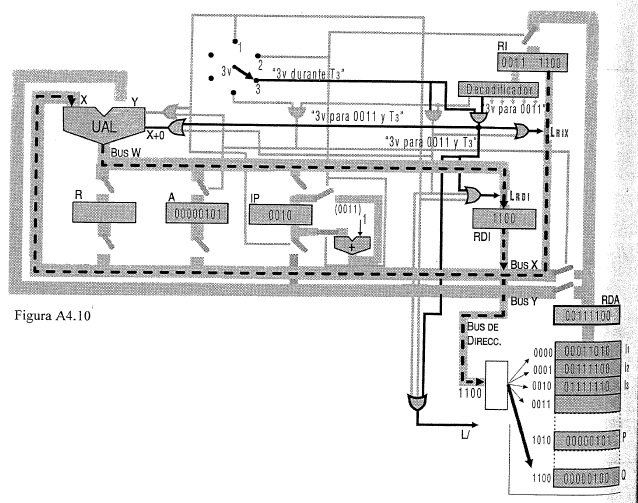 1
2
3v
3
"3v durante T3"
RI
0011 1100
Decodificador
"3v para 0011"
"3v para 0011 y T3"
"3v para 0011 y T3"
LRIX
X
Y
UAL
X+0
BUS W
R
A
00000101
IP
0010
(0011)
1
+
LRDI
1100
RDI
BUS X
BUS Y
RDA
00111100
Figura A4.10
BUS DE
DIRECC.
1100
0000 00011010 I1
0001 00111100 I2
0010 01111110 I3
0011
1010 00000101 P
1100 00000100 Q
L/